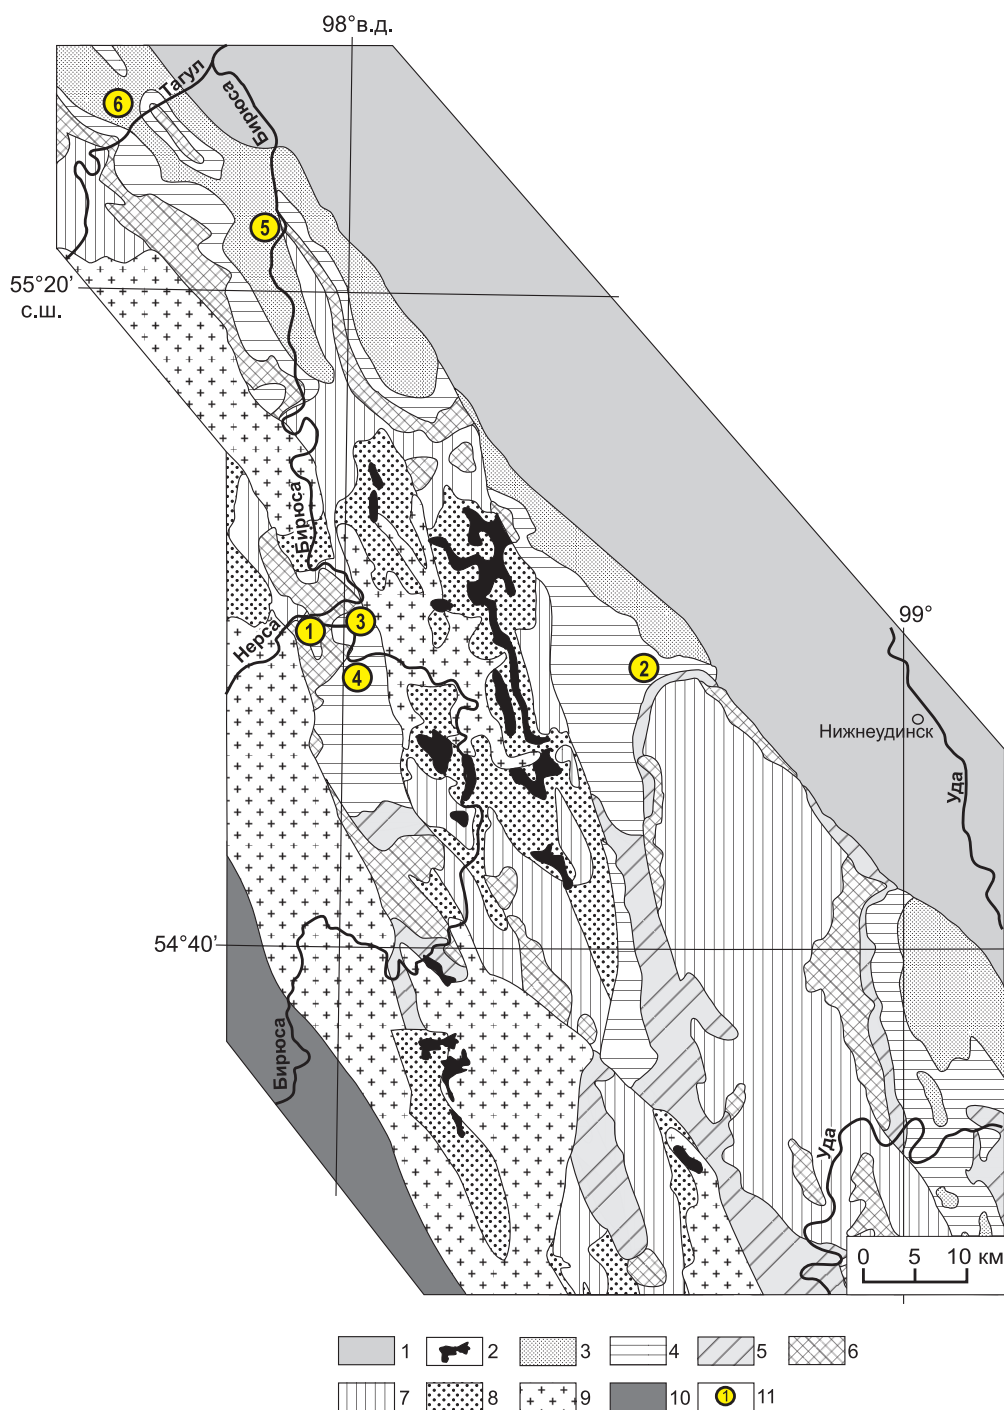 98°в.д.
Тагул
Бирюса
6
5
55°20'
с.ш.
Бирюса
Нерса
1
3
4
2
99°
Нижнеудинск
Уда
54°40'
Бирюса
Уда
0 5 10 км
1 2 3 4 5 6
7 8 9 10 1 11